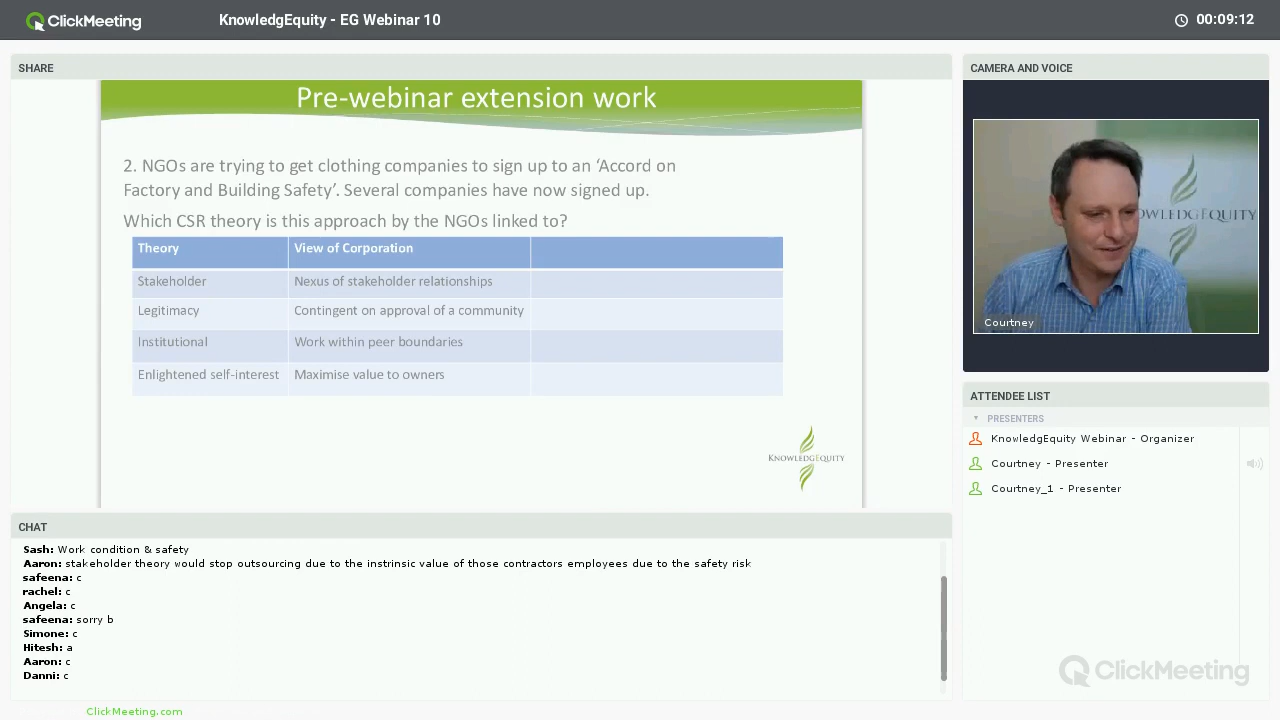 ClickMeeting
KnowledgEquity - EG Webinar 10
00:09:12
SHARE
Pre-webinar extension work
2. NGOs are trying to get clothing companies to sign up to an ‘Accord on
Factory and Building Safety’. Several companies have now signed up.
Which CSR theory is this approach by the NGOs linked to?
Theory View of Corporation
Stakeholder Nexus of stakeholder relationships
Legitimacy Contingent on approval of a community
Institutional Work within peer boundaries
Enlightened self-interest Maximise value to owners
KNOWLEDGEQUITY
CHAT
Sash: Work condition & safety
Aaron: stakeholder theory would stop outsourcing due to the instrinsic value of those contractors employees due to the safety risk
safeena: c
rachel: c
Angela: c
safeena: sorry b
Simone: c
Hitesh: a
Aaron: c
Danni: c
ClickMeeting.com
CAMERA AND VOICE
OWLEDGEQUITY
Courtney
ATTENDEE LIST
PRESENTERS
KnowledgEquity Webinar - Organizer
Courtney - Presenter
Courtney_1 - Presenter
ClickMeeting